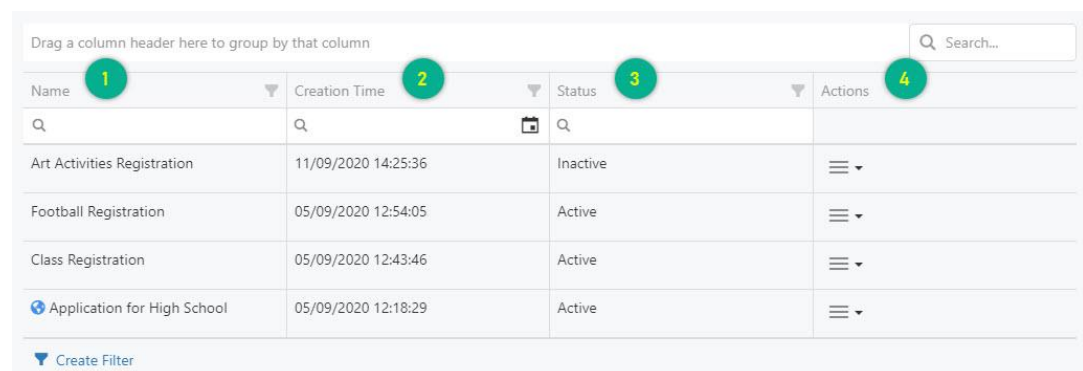 Drag a column header here to group by that column Search...
1 2 3 4
Name Creation Time Status Actions
Art Activities Registration 11/09/2020 14:25:36 Inactive
Football Registration 05/09/2020 12:54:05 Active
Class Registration 05/09/2020 12:43:46 Active
Application for High School 05/09/2020 12:18:29 Active
Create Filter